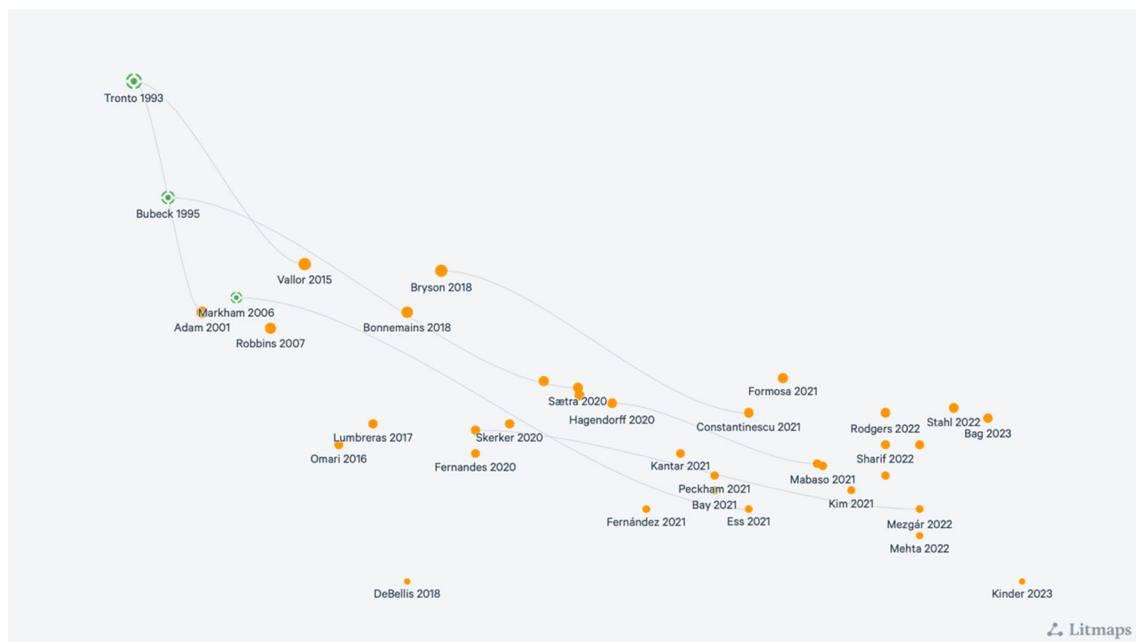 Tronto 1993
Bubeck 1995
Vallor 2015
Bryson 2018
Markham 2006
Adam 2001
Bonnemains 2018
Robbins 2007
Formosa 2021
Sætra 2020
Hagendorff 2020
Constantinescu 2021
Stahl 2022
Rodgers 2022
Bag 2023
Lumbreras 2017
Skerker 2020
Omari 2016
Sharif 2022
Fernandes 2020
Kantar 2021
Mabaso 2021
Peckham 2021
Kim 2021
Bay 2021
Fernández 2021
Ess 2021
Mezgár 2022
Mehta 2022
DeBellis 2018
Kinder 2023
Litmaps